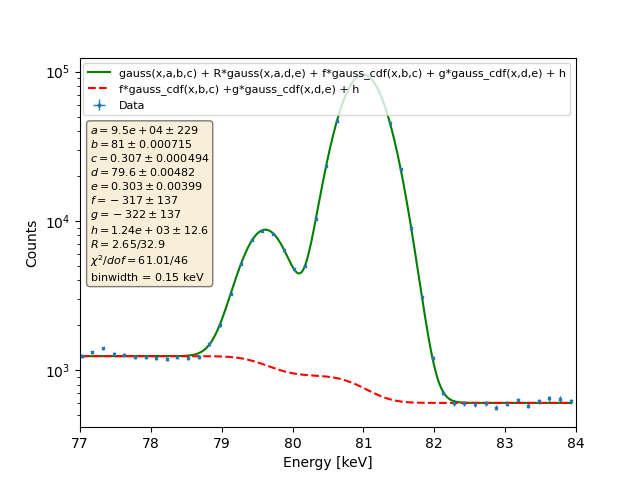 gauss(x,a,b,c) + R*gauss(x,a,d,e) + f*gauss_cdf(x,b,c) + g*gauss_cdf(x,d,e) + h
f*gauss_cdf(x,b,c) +g*gauss_cdf(x,d,e) + h
Data
a = 9.5e + 04 ± 229
b = 81 ± 0.000715
c = 0.307 ± 0.000494
d = 79.6 ± 0.00482
e = 0.303 ± 0.00399
f = −317 ± 137
g = −322 ± 137
h = 1.24e + 03 ± 12.6
R = 2.65/32.9
χ²/dof = 61.01/46
binwidth = 0.15 keV
10⁵
10⁴
10³
Counts
77 78 79 80 81 82 83 84
Energy [keV]